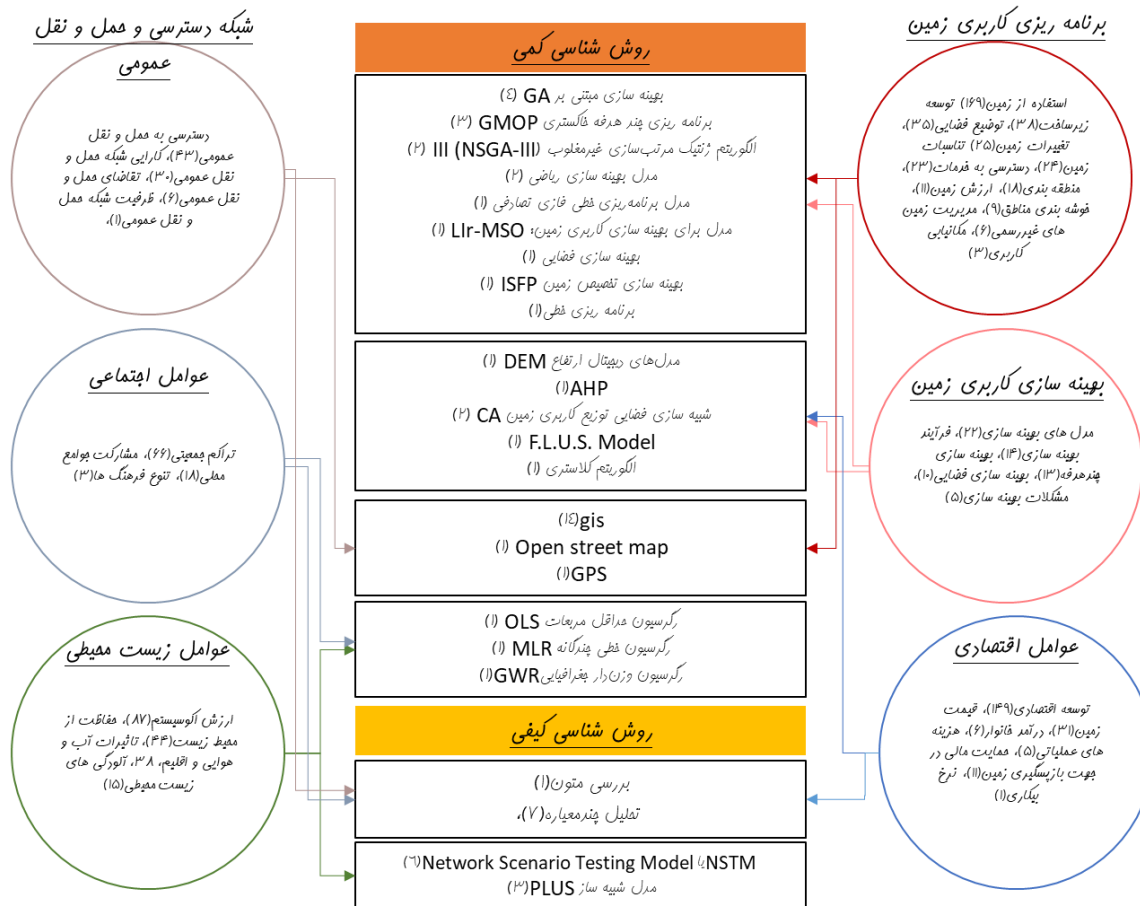 برنامه ریزی کاربری زمین
استفاده از زمین(۱۶۹) توسعه
زیرساخت(۳۸)، توضیع فضایی(۳۵)،
تغییرات زمین(۲۵) تناسبات
زمین(۲۴)، دسترسی به خدمات(۲۳)،
منطقه بندی(۱۸)، ارزش زمین(۱۱)،
خوشه بندی مناطق(۹)، مدیریت زمین
های غیررسمی(۶)، مکانیابی
کاربری(۳)
بهینه سازی کاربری زمین
مدل های بهینه سازی(۲۲)، فرآیند
بهینه سازی(۱۴)، بهینه سازی
چندهدفه(۱۳)، بهینه سازی فضایی(۱۰)،
مشکلات بهینه سازی(۵)
عوامل اقتصادی
توسعه اقتصادی(۱۴۹)، قیمت
زمین(۳۱)، درآمد خانوار(۶)، هزینه
های عملیاتی(۵)، حمایت مالی در
جهت بازپسگیری زمین(۱۱)، نرخ
بیکاری(۱)
روش شناسی کمی
بهینه سازی مبتنی بر GA (٤)
برنامه ریزی چند هدفه خاکستری GMOP (۳)
الگوریتم ژنتیک مرتب‌سازی غیرمغلوب III (NSGA-III) (۲)
مدل بهینه سازی ریاضی (۲)
مدل برنامه‌ریزی خطی فازی تصادفی (۱)
مدل برای بهینه سازی کاربری زمین: LIr-MSO (۱)
بهینه سازی فضایی (۱)
بهینه سازی تخصیص زمین ISFP (۱)
برنامه ریزی خطی(۱)
مدل‌های دیجیتال ارتفاع DEM (۱)
AHP(۱)
شبیه سازی فضایی توزیع کاربری زمین CA (۲)
F.L.U.S. Model (۱)
الگوریتم کلاستری (۱)
gis(۱٤)
Open street map (۱)
GPS(۱)
رگرسیون حداقل مربعات OLS (۱)
رگرسیون خطی چندگانه MLR (۱)
رگرسیون وزن‌دار جغرافیایی GWR(۱)
روش شناسی کیفی
بررسی متون(۱)
تحلیل چندمعیاره(۷)،
NSTM یا Network Scenario Testing Model(٦)
مدل شبیه ساز PLUS(۳)
شبکه دسترسی و حمل و نقل
عمومی
دسترسی به حمل و نقل
عمومی(۴۳)، کارایی شبکه حمل و
نقل عمومی(۳۰)، تقاضای حمل و
نقل عمومی(۶)، ظرفیت شبکه حمل
و نقل عمومی(۱)،
عوامل اجتماعی
تراکم جمعیتی(۶۶)، مشارکت جوامع
محلی(۱۸)، تنوع فرهنگ ها(۳)
عوامل زیست محیطی
ارزش اکوسیستم(۸۷)، حفاظت از
محیط زیست(۴۴)، تاثیرات آب و
هوایی و اقلیم، ۳۸، آلودگی های
زیست محیطی(۱۵)